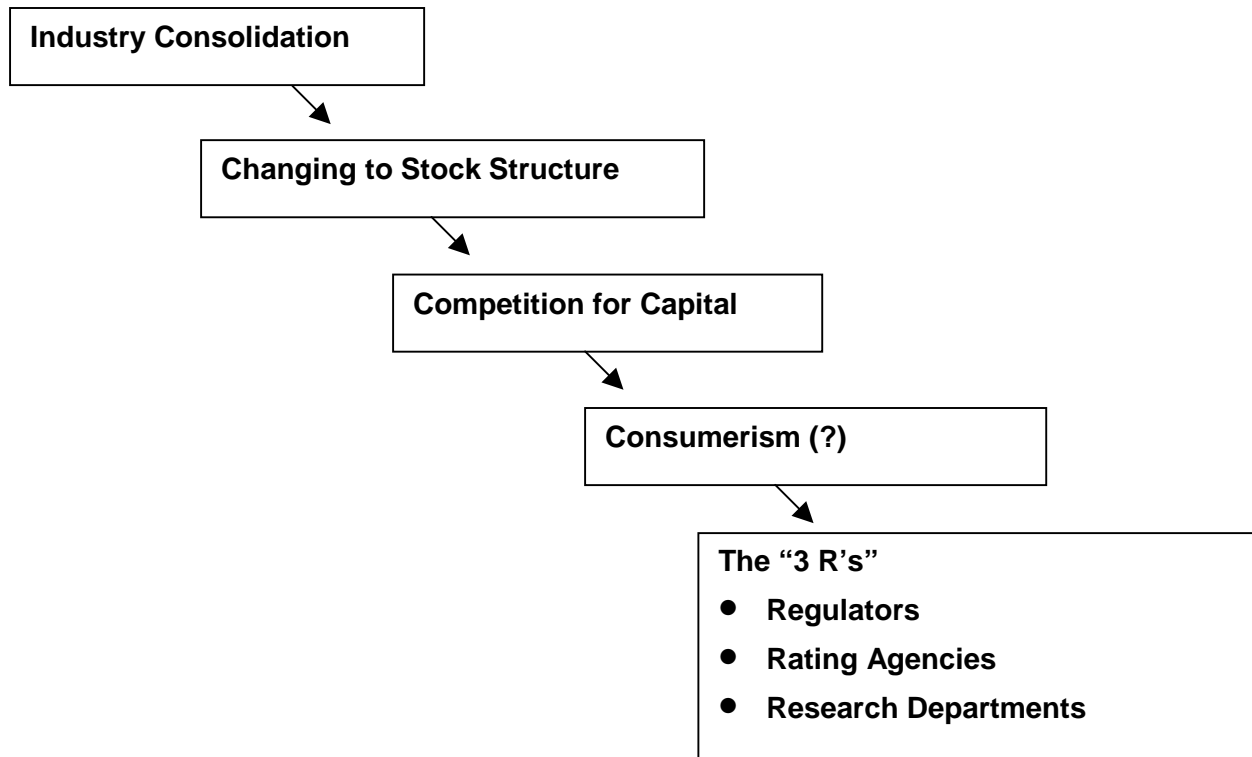 Industry Consolidation
Changing to Stock Structure
Competition for Capital
Consumerism (?)
The “3 R’s”
● Regulators
● Rating Agencies
● Research Departments